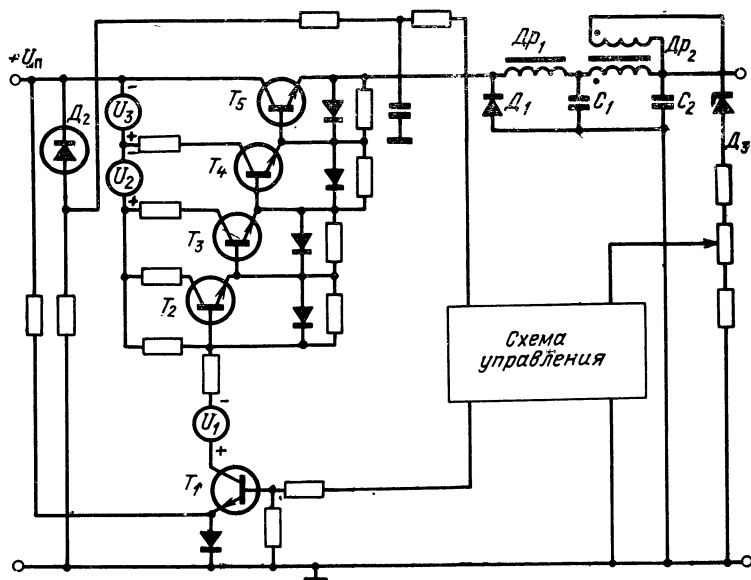 +Uп
Др₁
Др₂
Д₂
U₃
T₅
Д₁
C₁
C₂
Д₃
U₂
T₄
T₃
T₂
Схема
управления
U₁
T₁